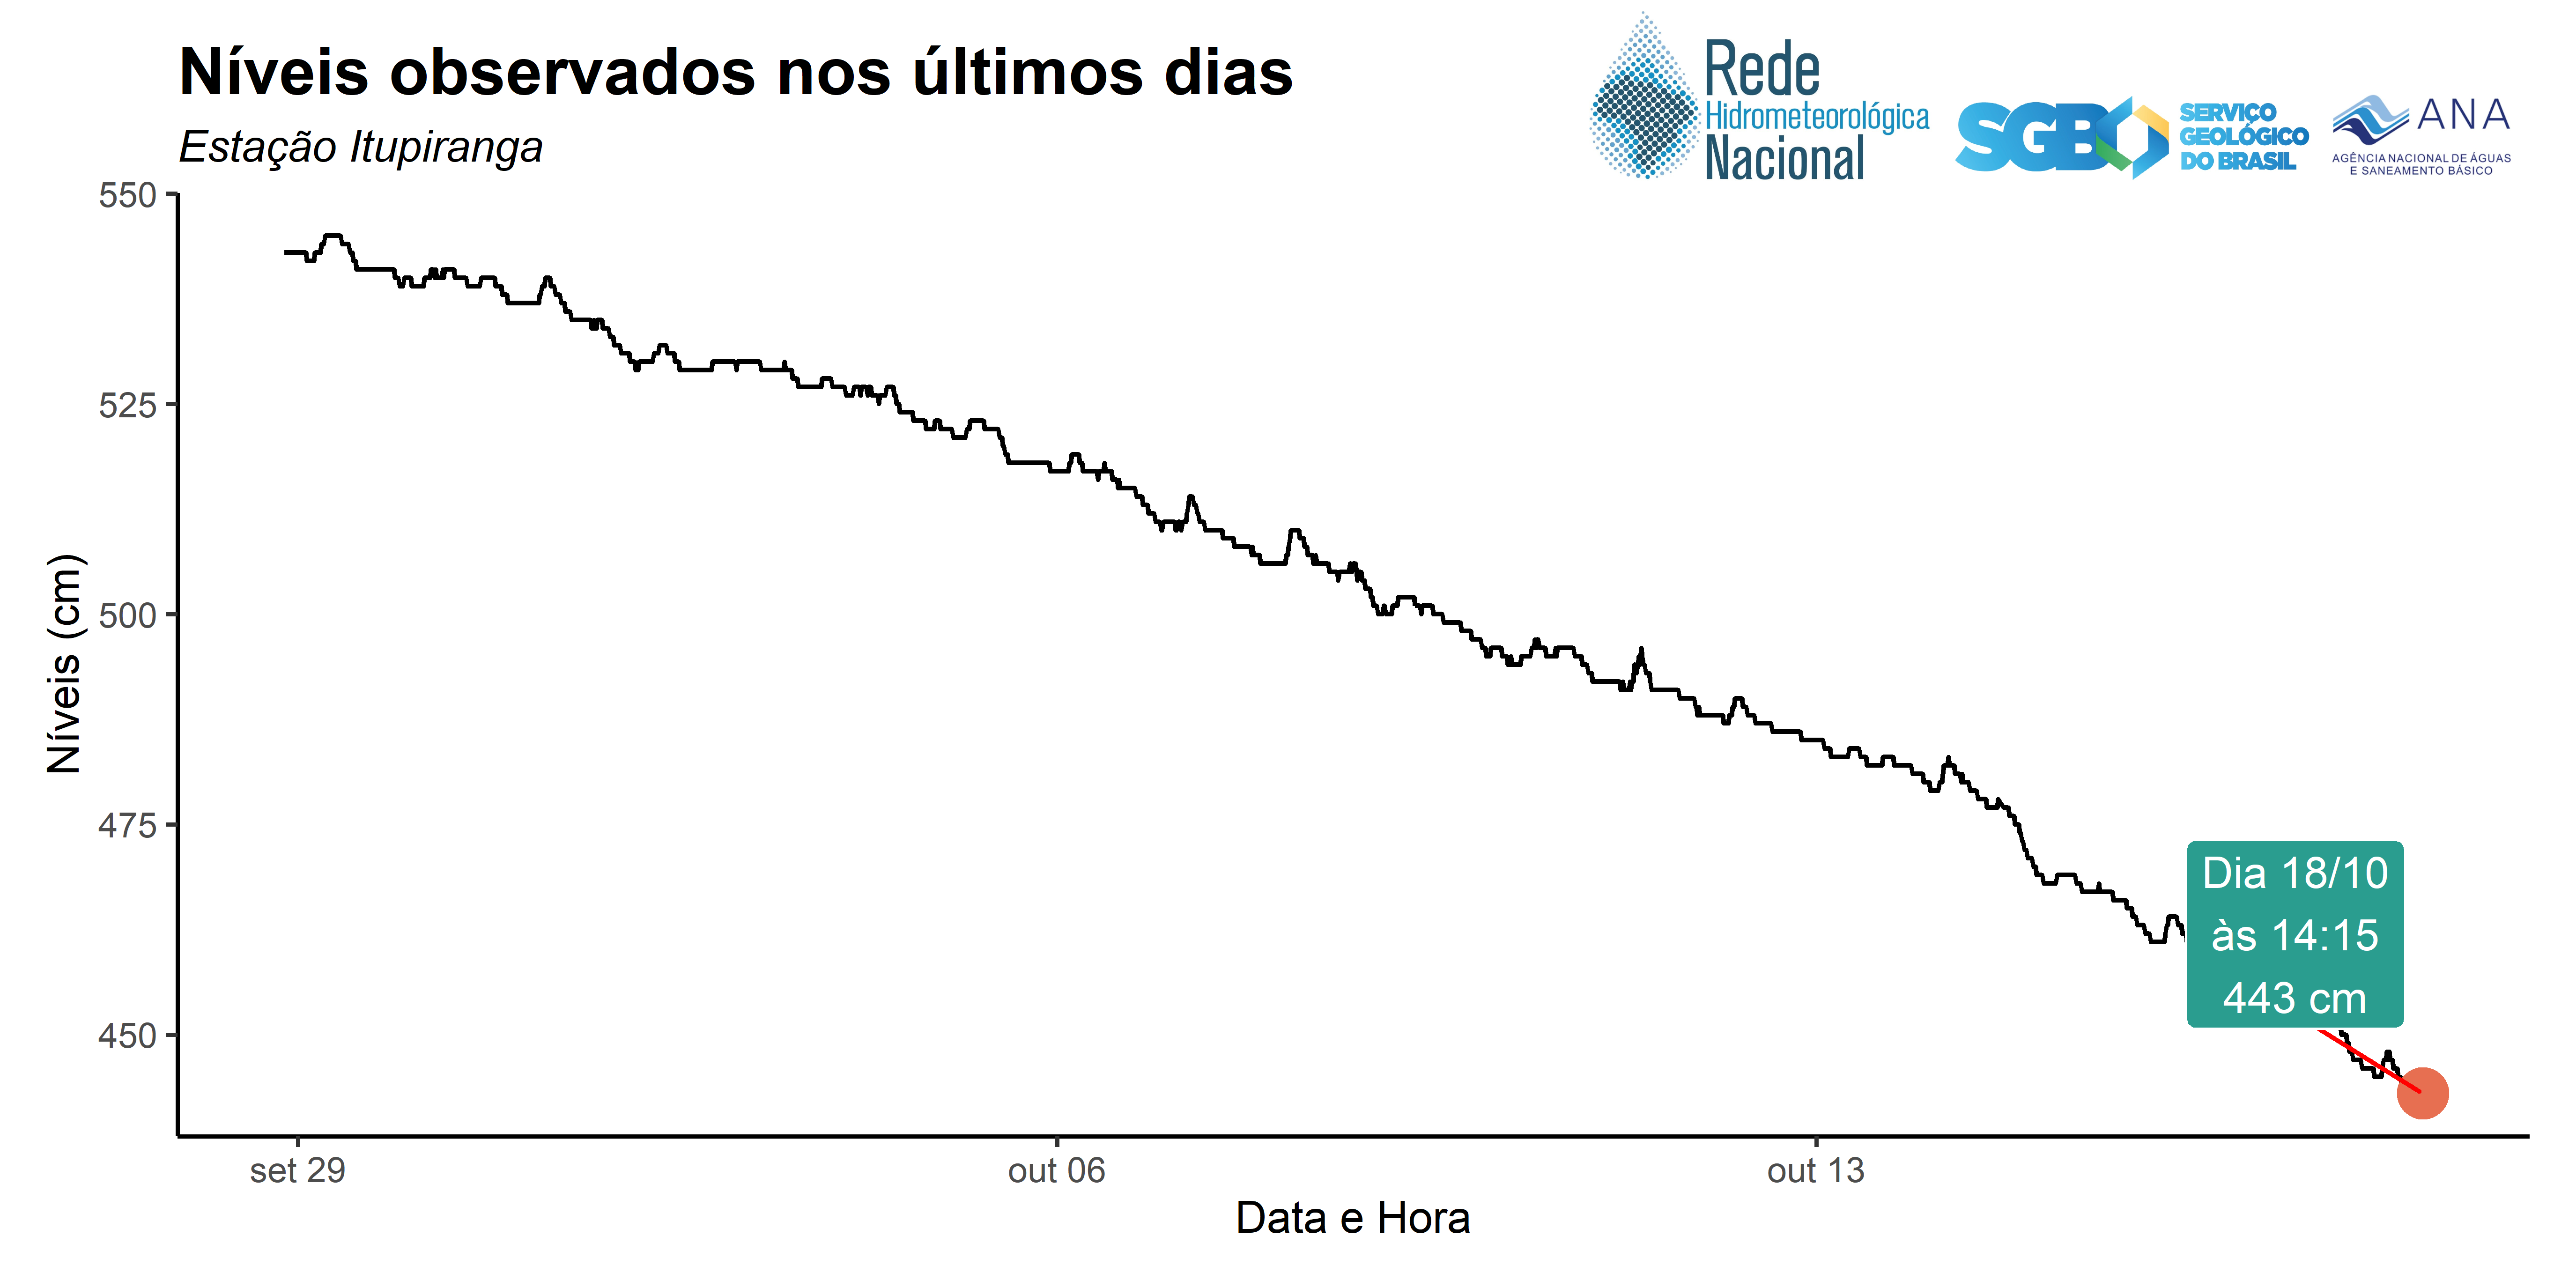 Níveis observados nos últimos dias
Estação Itupiranga
Rede
Hidrometeorológica
Nacional
SGB
SERVIÇO
GEOLÓGICO
DO BRASIL
ANA
AGÊNCIA NACIONAL DE ÁGUAS
E SANEAMENTO BÁSICO
550
525
500
475
450
Níveis (cm)
Dia 18/10
às 14:15
443 cm
set 29
out 06
out 13
Data e Hora